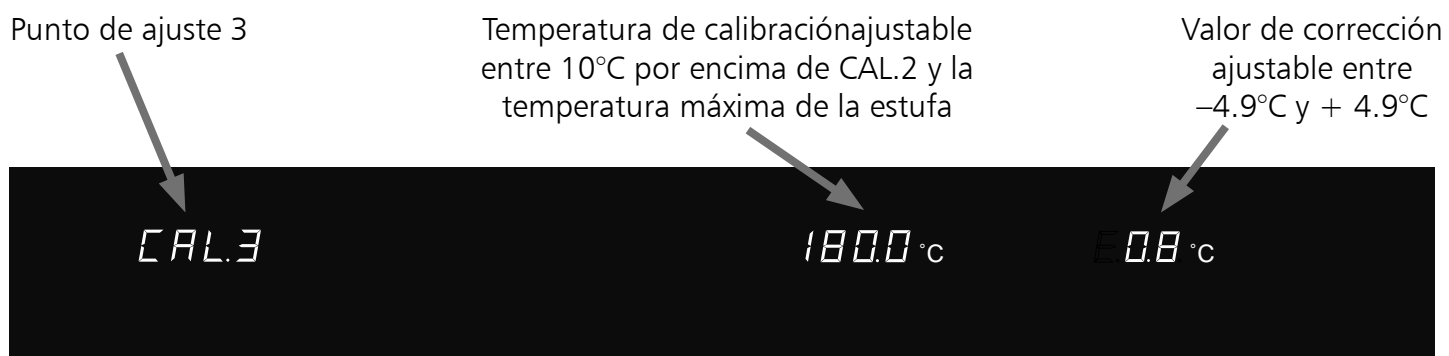 Punto de ajuste 3
Temperatura de calibraciónajustable
entre 10°C por encima de CAL.2 y la
temperatura máxima de la estufa
Valor de corrección
ajustable entre
–4.9°C y + 4.9°C
CAL.3 180.0 °C 0.8 °C